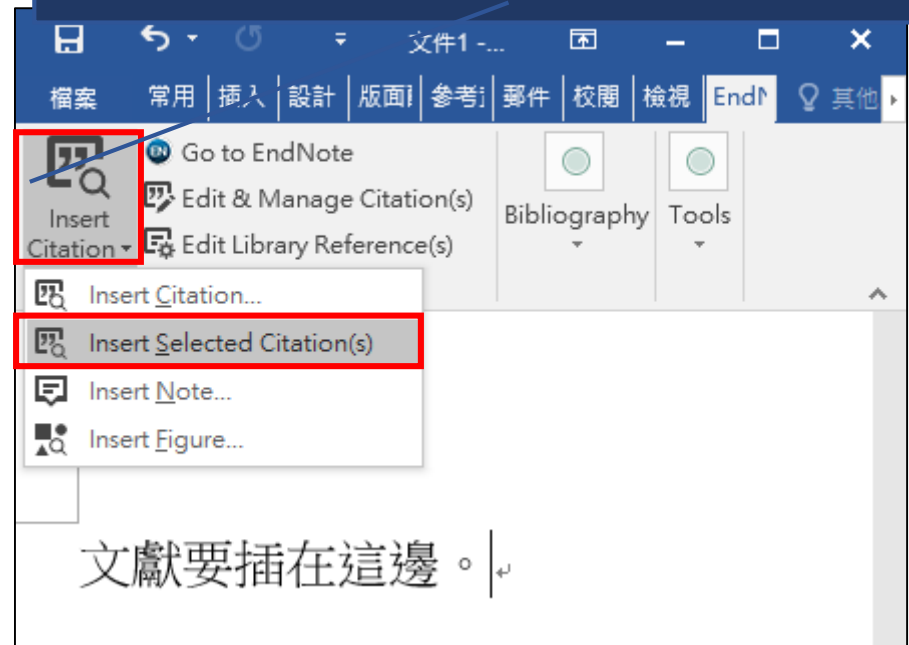 文件1 -...
檔案 常用 插入 設計 版面 參考 郵件 校閱 檢視 EndN 其他
Insert Citation
Go to EndNote
Edit & Manage Citation(s)
Edit Library Reference(s)
Bibliography
Tools
Insert Citation...
Insert Selected Citation(s)
Insert Note...
Insert Figure...
文獻要插在這邊。